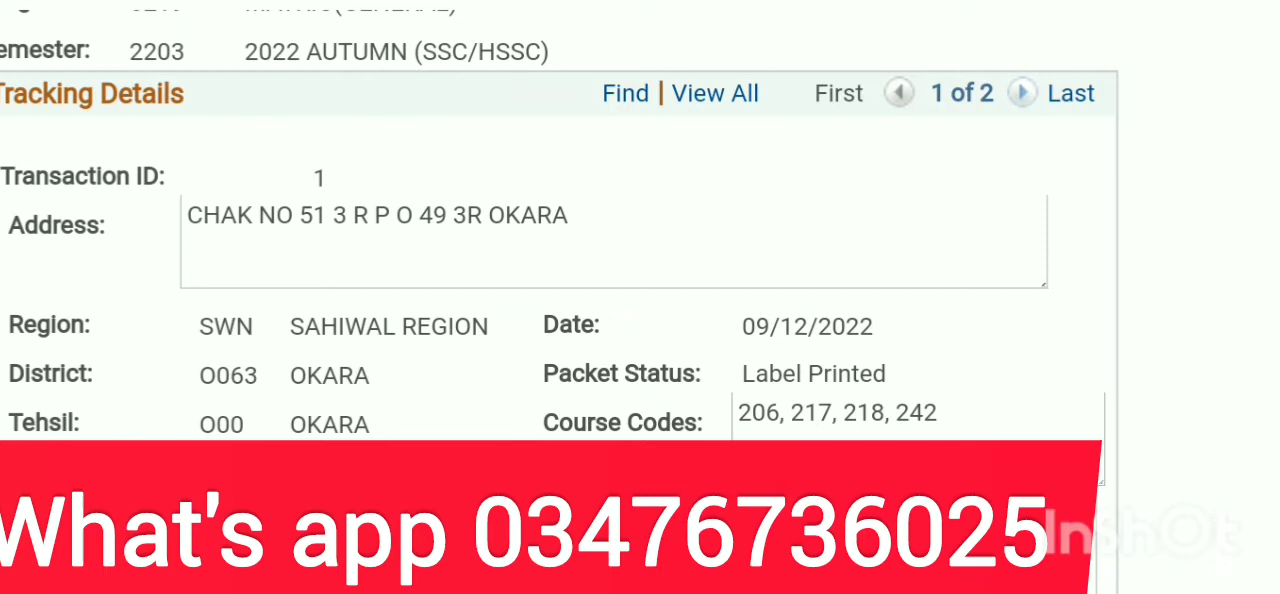 emester: 2203 2022 AUTUMN (SSC/HSSC)
Tracking Details Find | View All First 1 of 2 Last
Transaction ID: 1
Address: CHAK NO 51 3 R P O 49 3R OKARA
Region: SWN SAHIWAL REGION Date: 09/12/2022
District: O063 OKARA Packet Status: Label Printed
Tehsil: O00 OKARA Course Codes: 206, 217, 218, 242
What's app 03476736025
InShOt